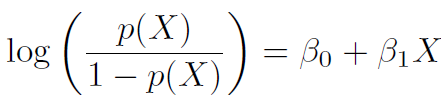 log ( p(X) / 1 − p(X) ) = β₀ + β₁X